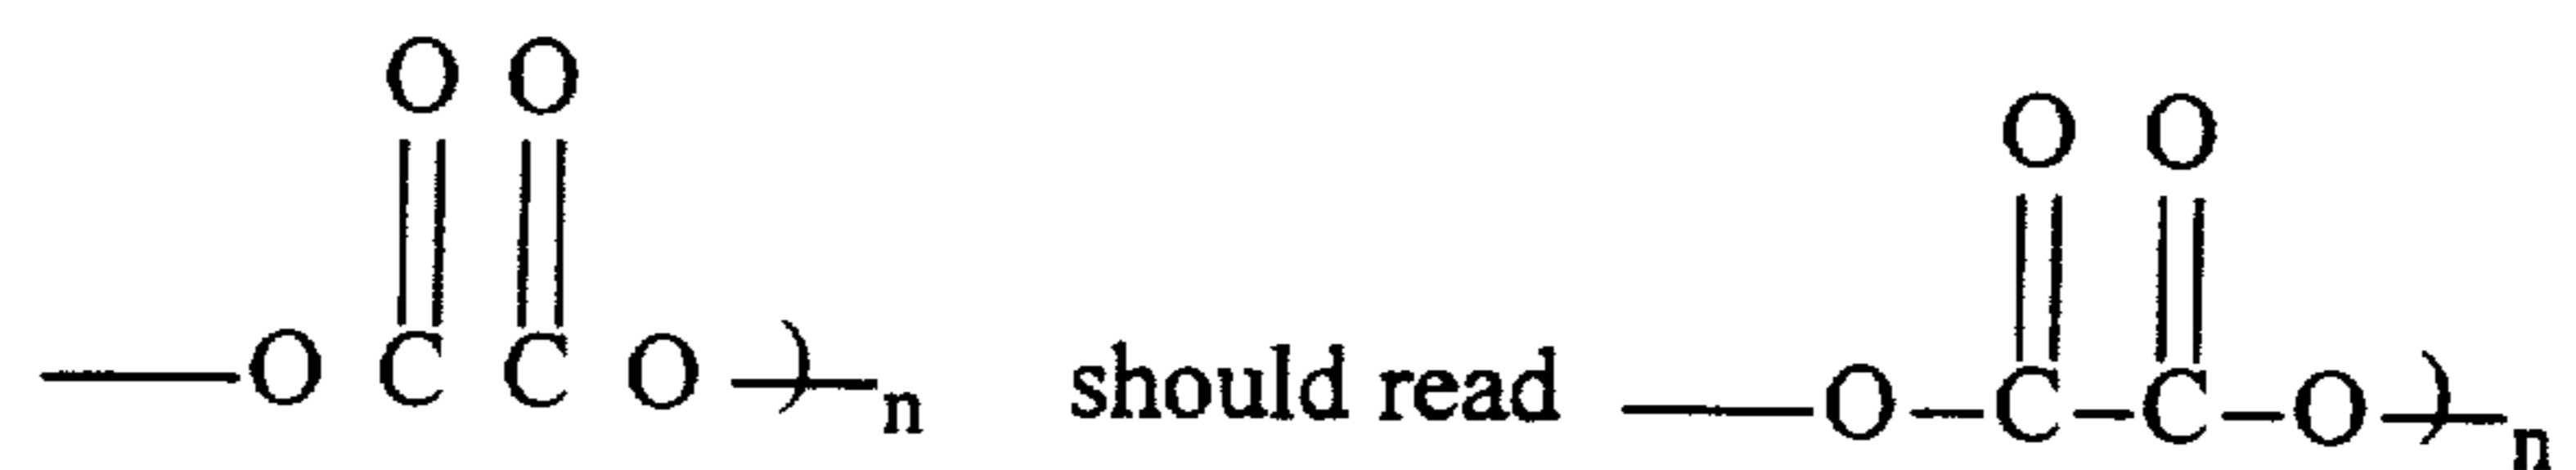 O O O O
—O C C O )n should read —O–C–C–O )n